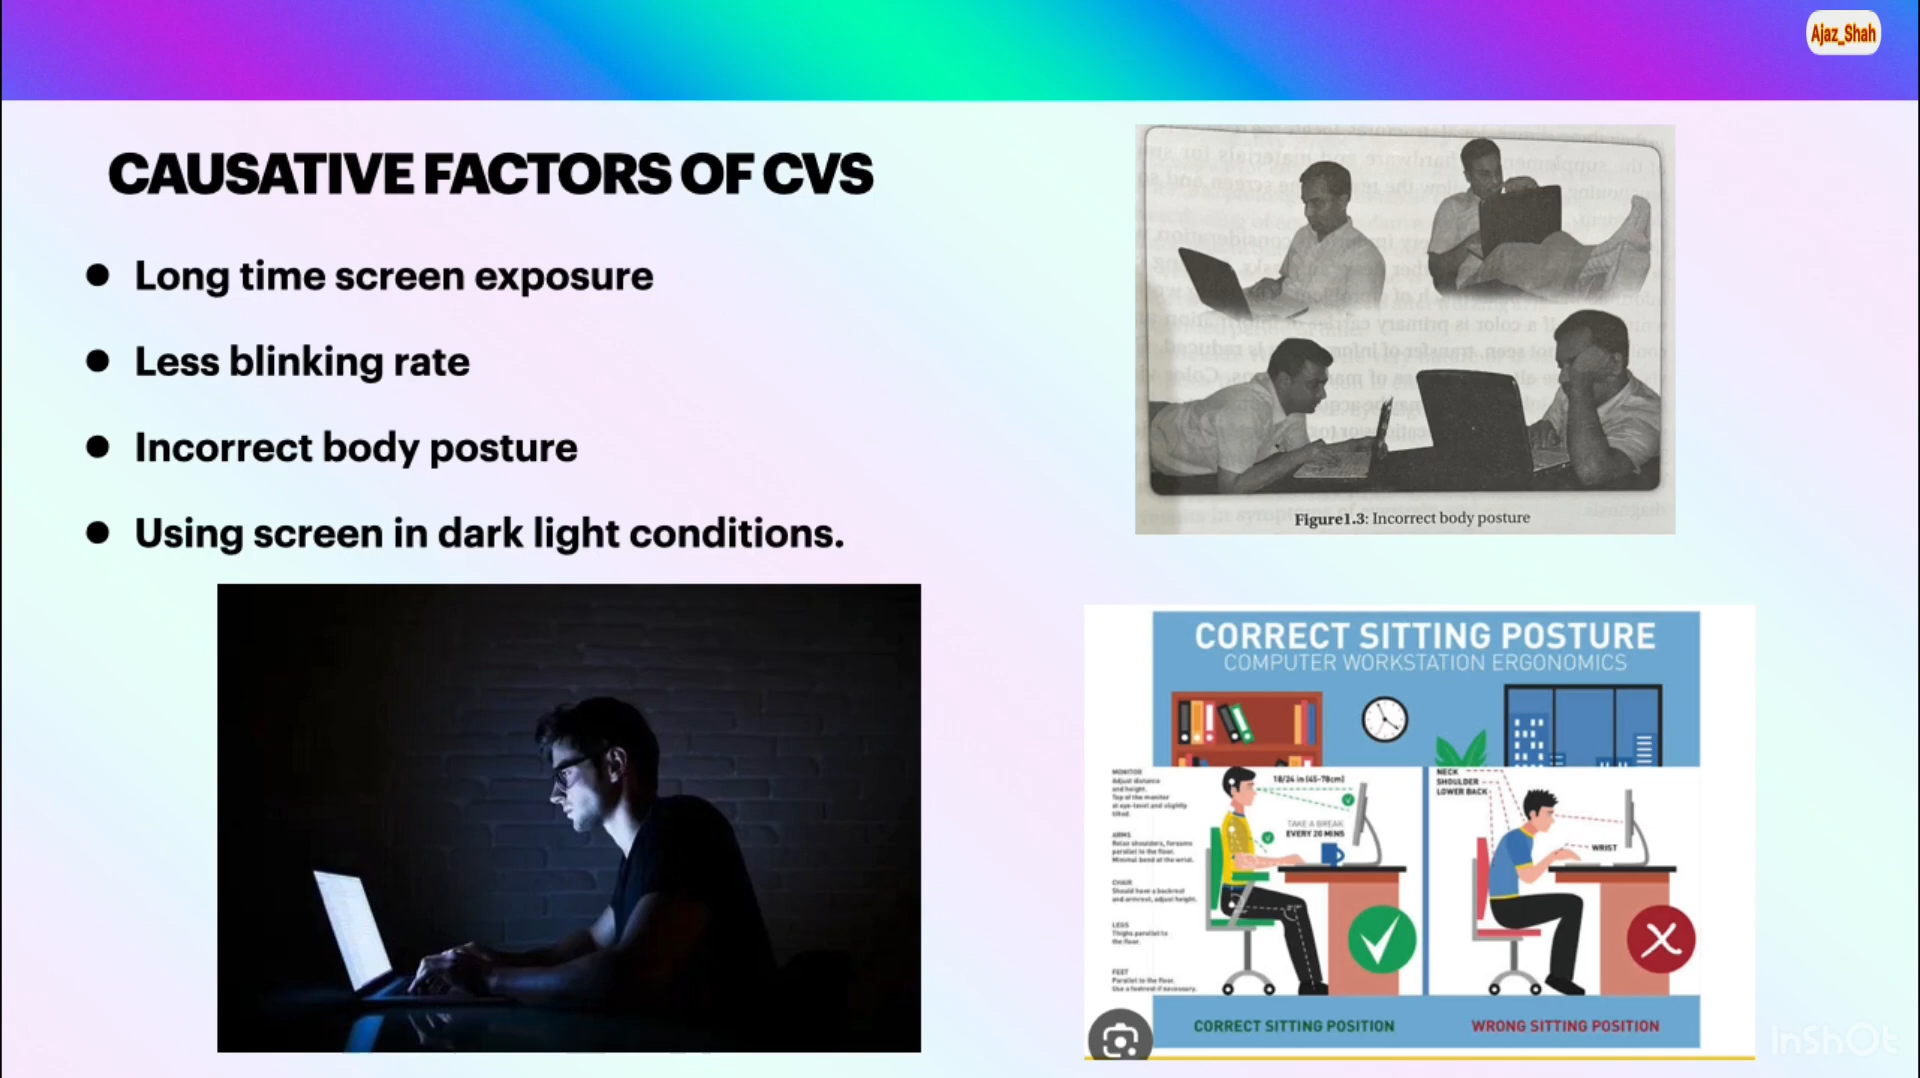 Ajaz_Shah
CAUSATIVE FACTORS OF CVS
● Long time screen exposure
● Less blinking rate
● Incorrect body posture
● Using screen in dark light conditions.
Figure1.3: Incorrect body posture
CORRECT SITTING POSTURE
COMPUTER WORKSTATION ERGONOMICS
MONITOR
Adjust distance
and height.
Top of the monitor
at eye-level and slightly
tilted.
ARMS
Relax shoulders, forearms
parallel to the floor.
Minimal bend at the wrist.
CHAIR
Should have a backrest
and armrest, adjust height.
LEGS
Thighs parallel to
the floor.
FEET
Parallel to the floor.
Use a footrest if necessary.
18/24 in (45-78cm)
TAKE A BREAK
EVERY 20 MINS
NECK
SHOULDER
LOWER BACK
WRIST
CORRECT SITTING POSITION
WRONG SITTING POSITION
InShOt